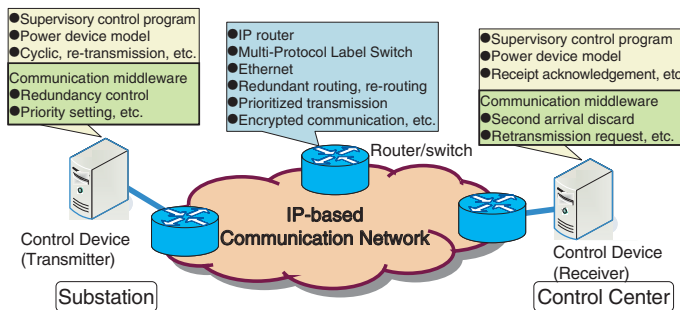 ●Supervisory control program
●Power device model
●Cyclic, re-transmission, etc.
Communication middleware
●Redundancy control
●Priority setting, etc.
●IP router
●Multi-Protocol Label Switch
●Ethernet
●Redundant routing, re-routing
●Prioritized transmission
●Encrypted communication, etc.
●Supervisory control program
●Power device model
●Receipt acknowledgement, etc
Communication middleware
●Second arrival discard
●Retransmission request, etc.
Router/switch
IP-based
Communication Network
Control Device
(Transmitter)
Substation
Control Device
(Receiver)
Control Center